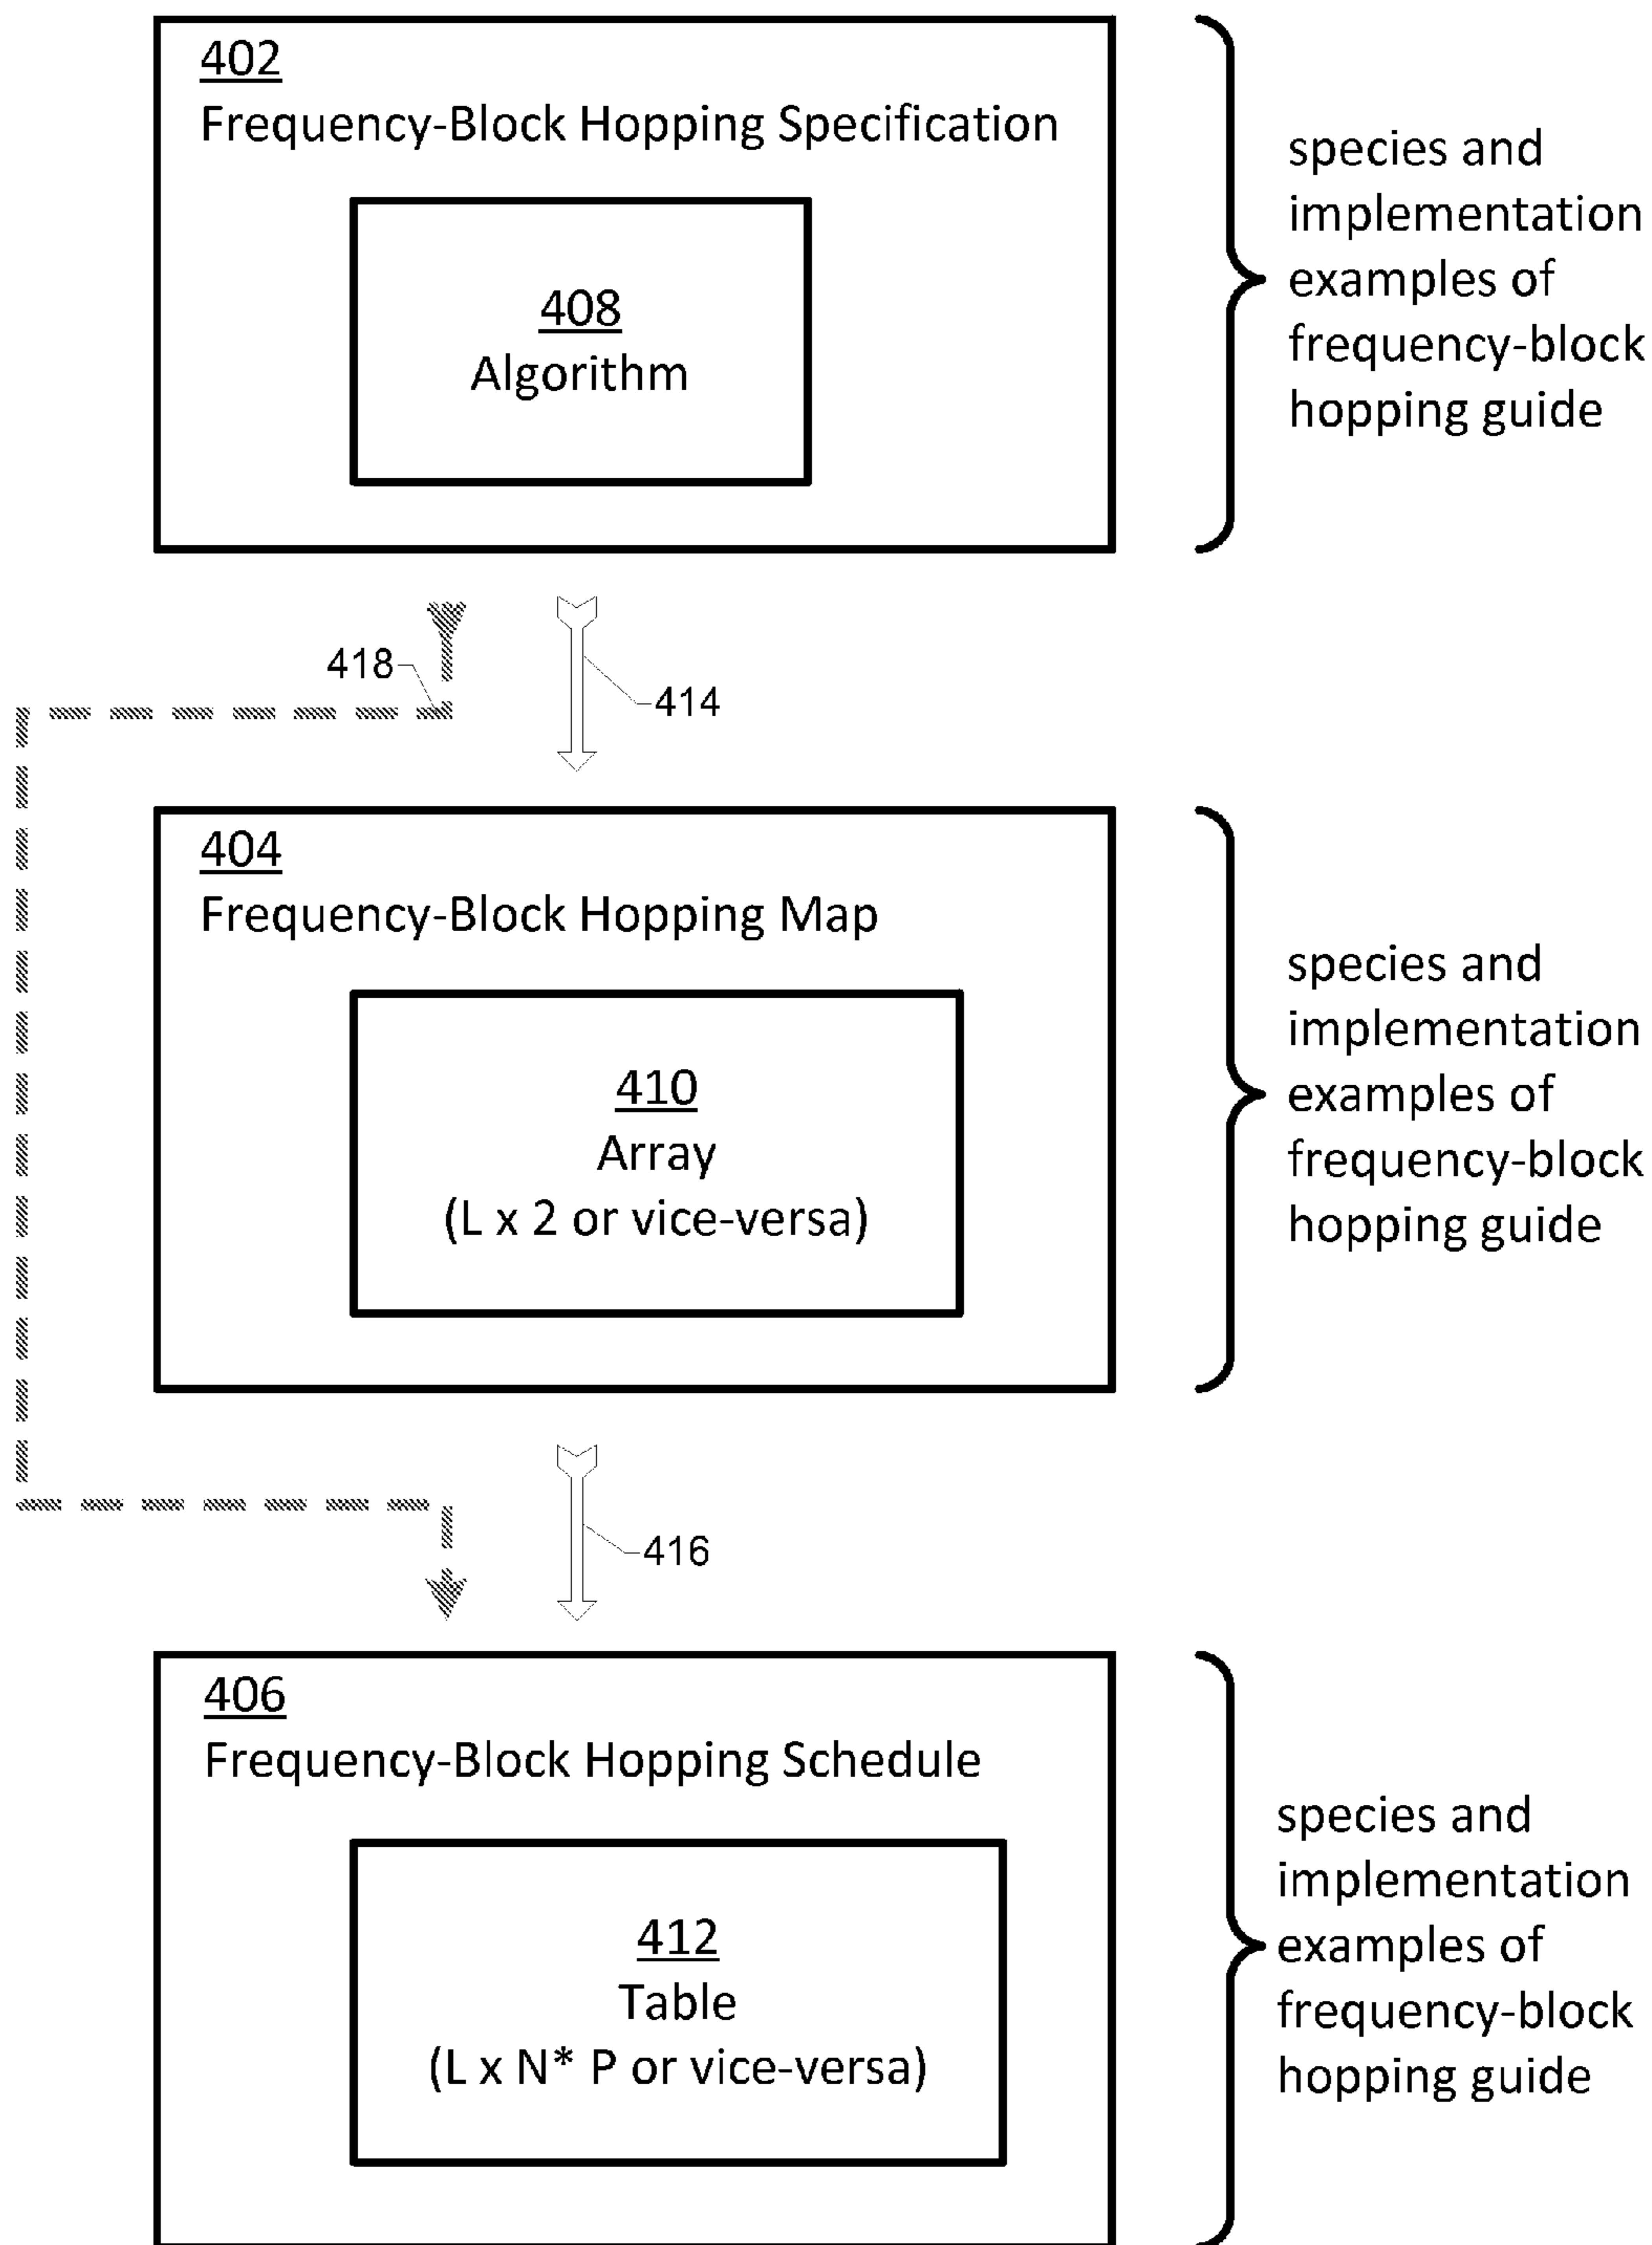 402
Frequency-Block Hopping Specification
408
Algorithm
species and
implementation
examples of
frequency-block
hopping guide
418
414
404
Frequency-Block Hopping Map
410
Array
(L x 2 or vice-versa)
species and
implementation
examples of
frequency-block
hopping guide
416
406
Frequency-Block Hopping Schedule
412
Table
(L x N* P or vice-versa)
species and
implementation
examples of
frequency-block
hopping guide